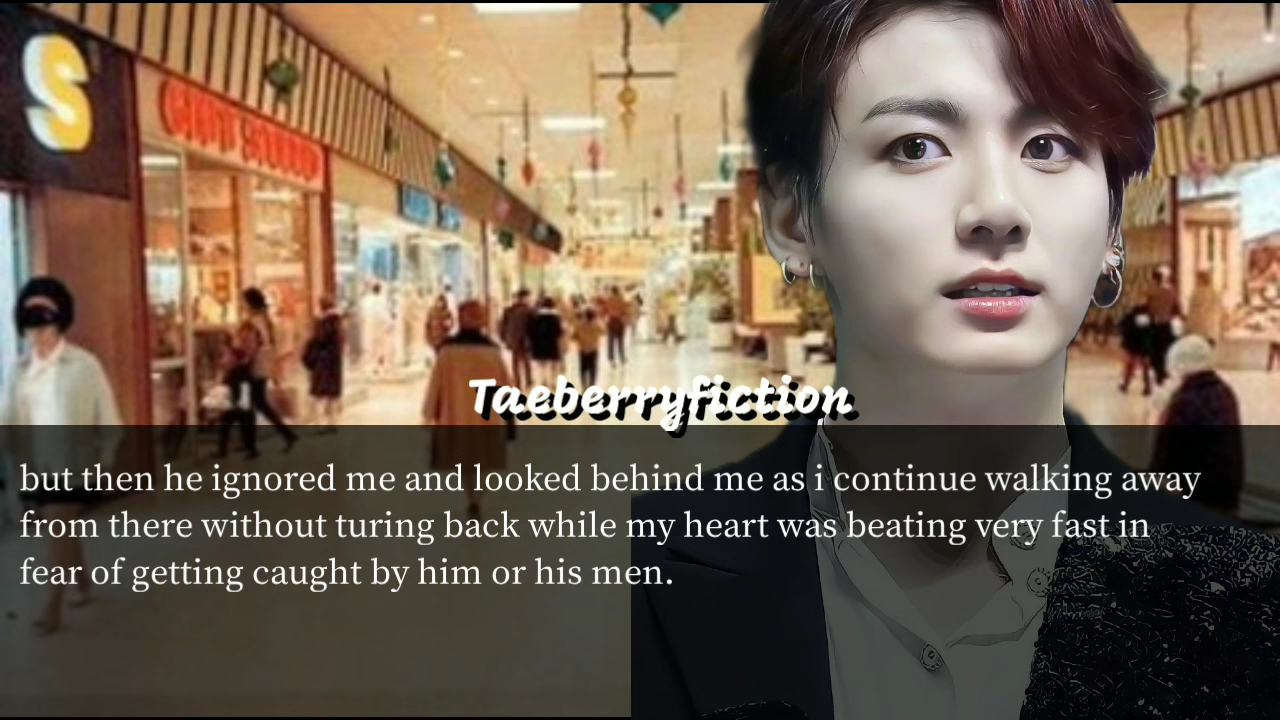 S
Taeberryfiction
but then he ignored me and looked behind me as i continue walking away
from there without turing back while my heart was beating very fast in
fear of getting caught by him or his men.